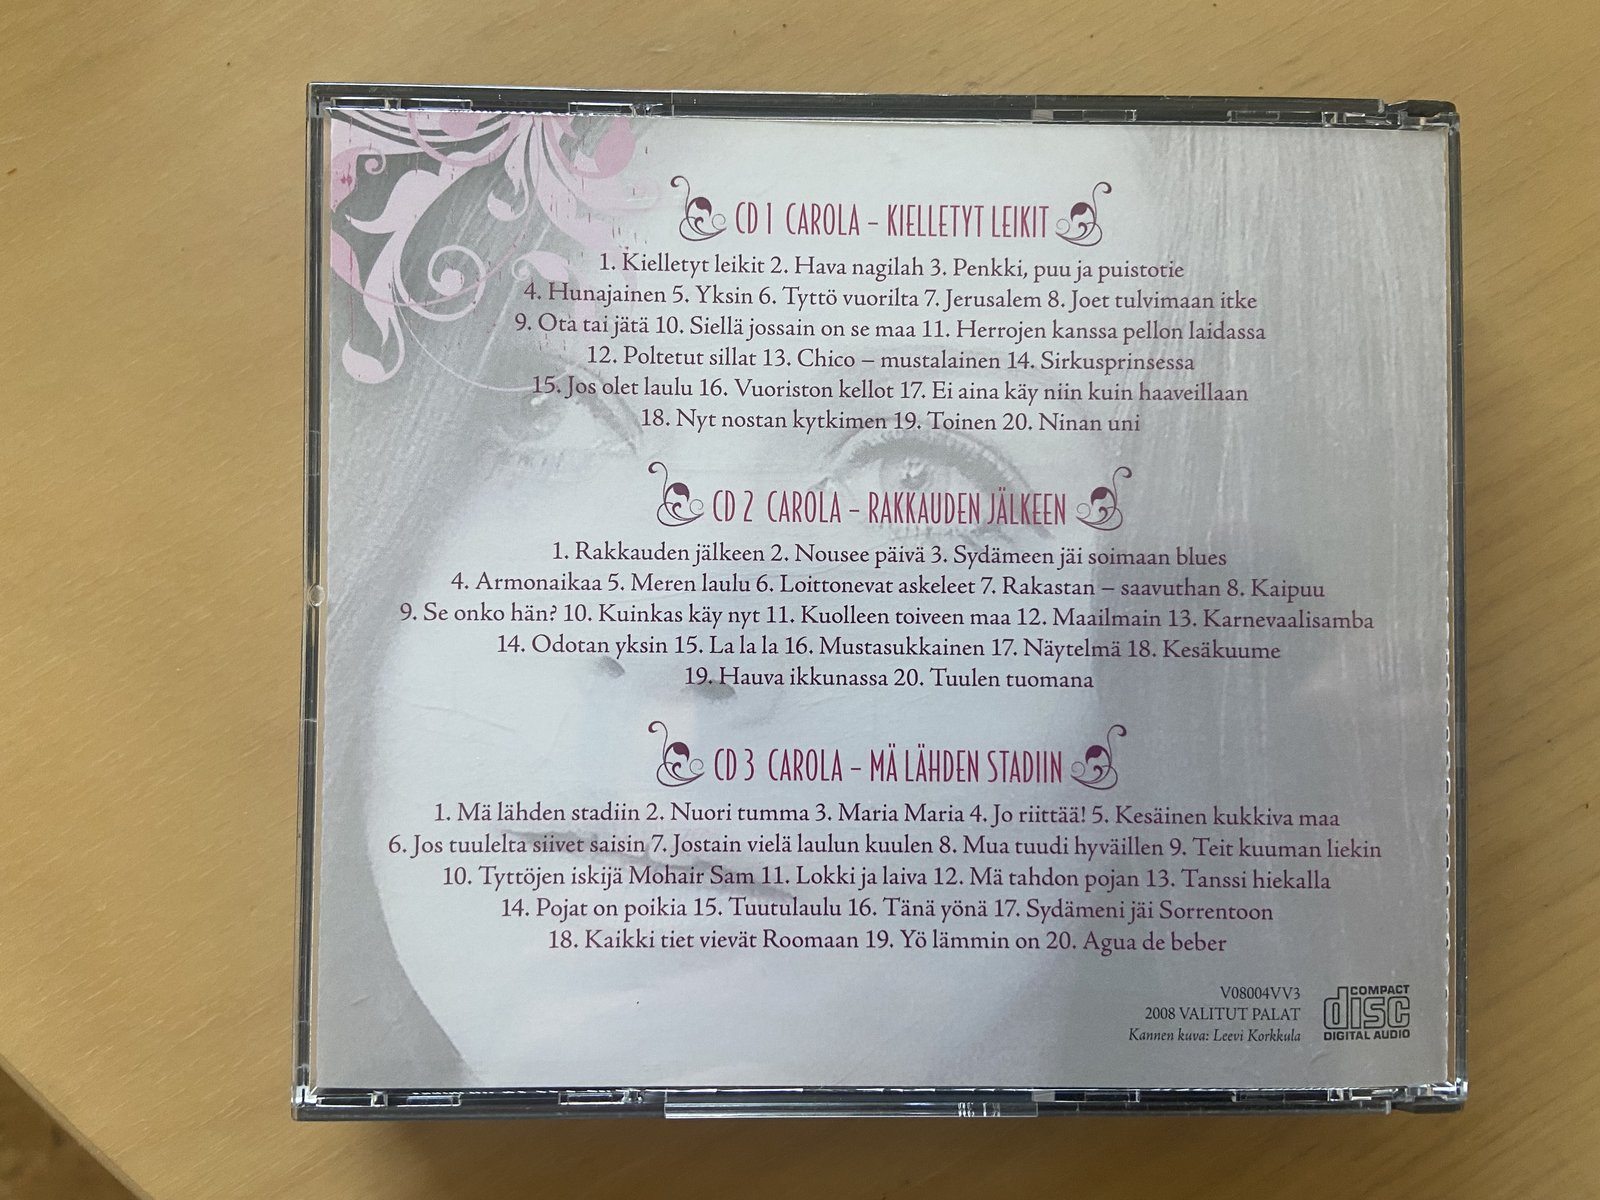 CD 1 CAROLA – KIELLETYT LEIKIT
1. Kielletyt leikit 2. Hava nagilah 3. Penkki, puu ja puistotie
4. Hunajainen 5. Yksin 6. Tyttö vuorilta 7. Jerusalem 8. Joet tulvimaan itke
9. Ota tai jätä 10. Siellä jossain on se maa 11. Herrojen kanssa pellon laidassa
12. Poltetut sillat 13. Chico – mustalainen 14. Sirkusprinsessa
15. Jos olet laulu 16. Vuoriston kellot 17. Ei aina käy niin kuin haaveillaan
18. Nyt nostan kytkimen 19. Toinen 20. Ninan uni
CD 2 CAROLA – RAKKAUDEN JÄLKEEN
1. Rakkauden jälkeen 2. Nousee päivä 3. Sydämeen jäi soimaan blues
4. Armonaikaa 5. Meren laulu 6. Loittonevat askeleet 7. Rakastan – saavuthan 8. Kaipuu
9. Se onko hän? 10. Kuinkas käy nyt 11. Kuolleen toiveen maa 12. Maailmain 13. Karnevaalisamba
14. Odotan yksin 15. La la la 16. Mustasukkainen 17. Näytelmä 18. Kesäkuume
19. Hauva ikkunassa 20. Tuulen tuomana
CD 3 CAROLA – MÄ LÄHDEN STADIIN
1. Mä lähden stadiin 2. Nuori tumma 3. Maria Maria 4. Jo riittää! 5. Kesäinen kukkiva maa
6. Jos tuulelta siivet saisin 7. Jostain vielä laulun kuulen 8. Mua tuudi hyväillen 9. Teit kuuman liekin
10. Tyttöjen iskijä Mohair Sam 11. Lokki ja laiva 12. Mä tahdon pojan 13. Tanssi hiekalla
14. Pojat on poikia 15. Tuutulaulu 16. Tänä yönä 17. Sydämeni jäi Sorrentoon
18. Kaikki tiet vievät Roomaan 19. Yö lämmin on 20. Agua de beber
V08004VV3
2008 VALITUT PALAT
Kannen kuva: Leevi Korkkula
COMPACT
disc
DIGITAL AUDIO